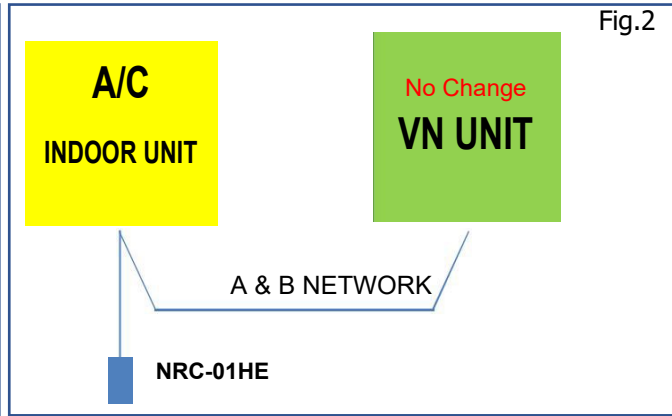 Fig.2
A/C
INDOOR UNIT
No Change
VN UNIT
A & B NETWORK
NRC-01HE